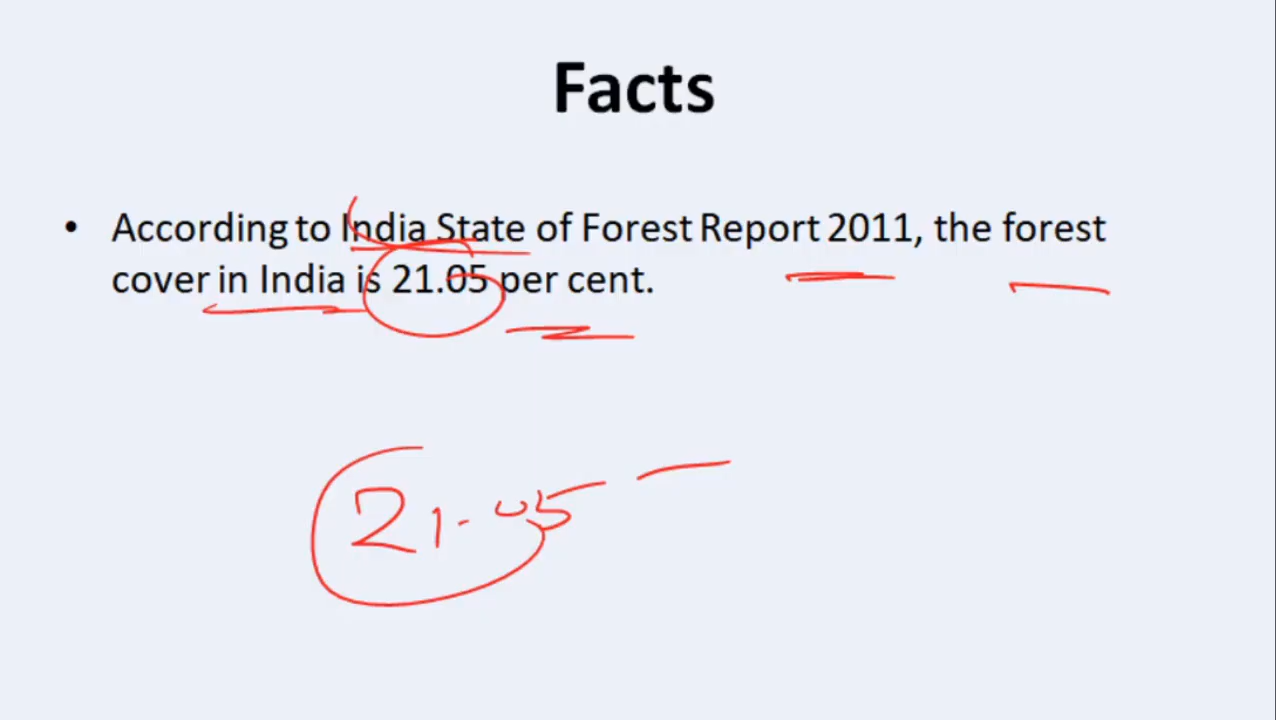 Facts
• According to India State of Forest Report 2011, the forest
cover in India is 21.05 per cent.
21.05